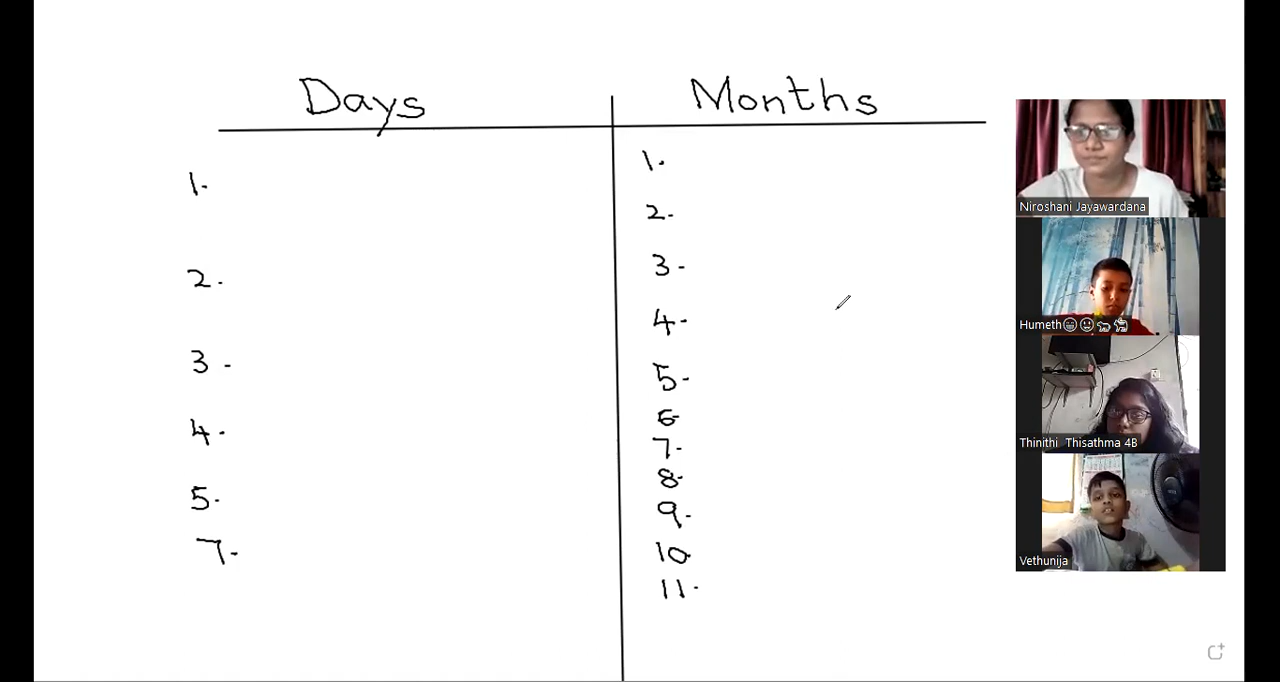 Days
Months
1.
2.
3.
4.
5.
7.
1.
2.
3.
4.
5.
6.
7.
8.
9.
10
11.
Niroshani Jayawardana
Humeth😁😃🐎🐈
Thinithi Thisathma 4B
Vethunija